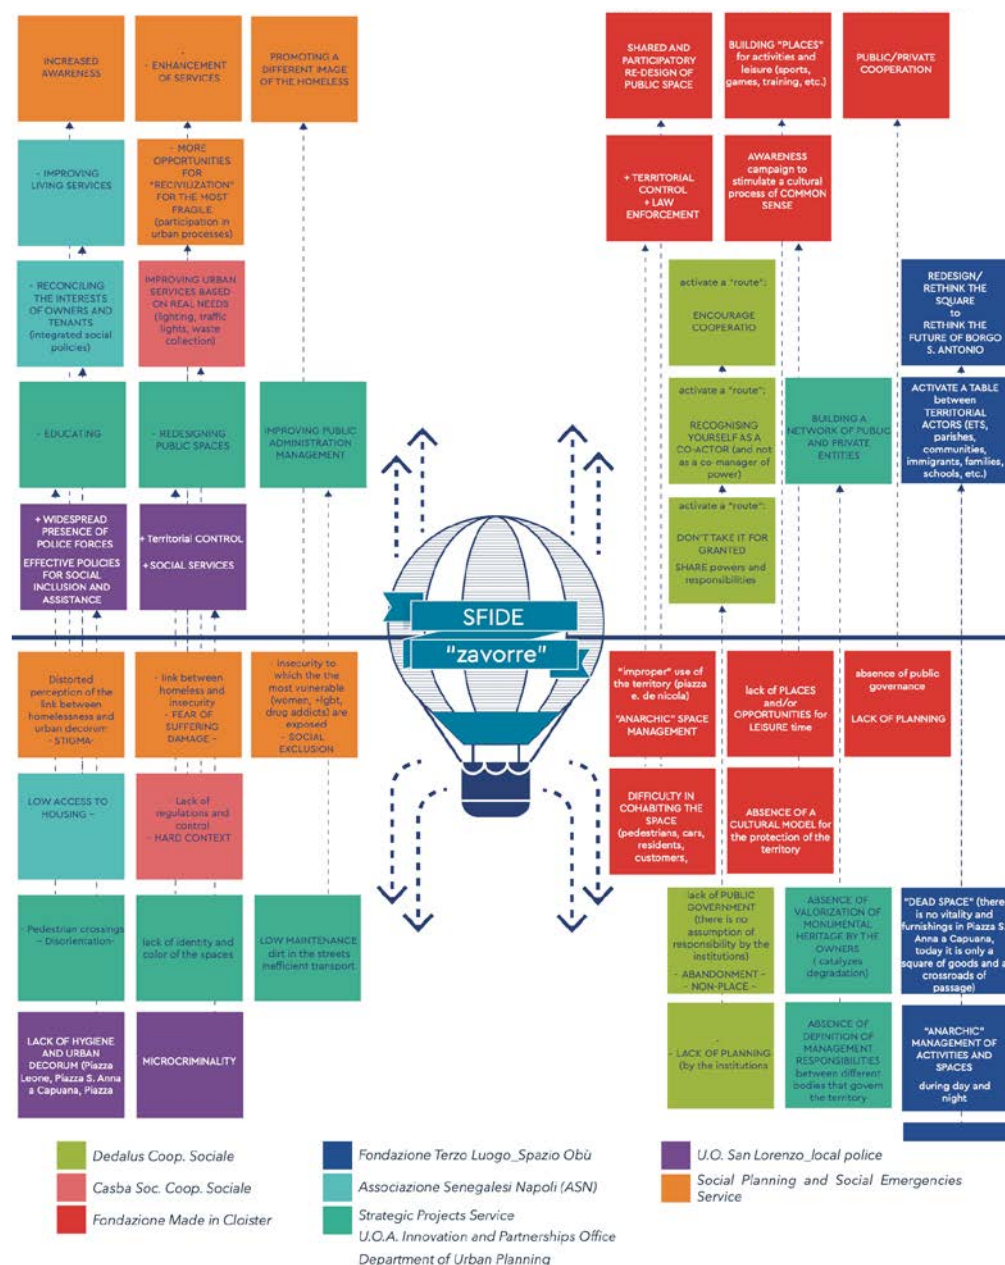 INCREASED
AWARENESS
-
- ENHANCEMENT
OF SERVICES
PROMOTING A
DIFFERENT IMAGE
OF THE HOMELESS
- IMPROVING
LIVING SERVICES
- MORE
OPPORTUNITIES
FOR
"RECIVILIZATION"
FOR THE MOST
FRAGILE
(participation in
urban processes)
- RECONCILING
THE INTERESTS
OF OWNERS AND
TENANTS
(integrated social
policies)
IMPROVING URBAN
SERVICES BASED
ON REAL NEEDS
(lighting, traffic
lights, waste
collection)
- EDUCATING
- REDESIGNING
PUBLIC SPACES
IMPROVING PUBLIC
ADMINISTRATION
MANAGEMENT
+ WIDESPREAD
PRESENCE OF
POLICE FORCES
EFFECTIVE POLICIES
FOR SOCIAL
INCLUSION AND
ASSISTANCE
+ Territorial CONTROL
+ SOCIAL SERVICES
SHARED AND
PARTICIPATORY
RE-DESIGN OF
PUBLIC SPACE
BUILDING "PLACES"
for activities and
leisure (sports,
games, training, etc.)
PUBLIC/PRIVATE
COOPERATION
+ TERRITORIAL
CONTROL
+ LAW
ENFORCEMENT
AWARENESS
campaign to
stimulate a cultural
process of COMMON
SENSE
activate a "route":
ENCOURAGE
COOPERATIO
REDESIGN/
RETHINK THE
SQUARE
to
RETHINK THE
FUTURE OF BORGO
S. ANTONIO
activate a "route":
RECOGNISING
YOURSELF AS A
CO-ACTOR (and not
as a co-manager of
power)
BUILDING A
NETWORK OF PUBLIC
AND PRIVATE
ENTITIES
ACTIVATE A TABLE
between
TERRITORIAL
ACTORS (ETS,
parishes,
communities,
immigrants, families,
schools, etc.)
activate a "route":
DON'T TAKE IT FOR
GRANTED
SHARE powers and
responsibilities
SFIDE
"zavorre"
Distorted
perception of the
link between
homelessness and
urban decorum
- STIGMA-
- link between
homeless and
insecurity
- FEAR OF
SUFFERING
DAMAGE -
- Insecurity to
which the the
most vunerable
(women, +lgbt,
drug addicts) are
exposed
- SOCIAL
EXCLUSION
LOW ACCESS TO
HOUSING -
Lack of
regulations and
control
- HARD CONTEXT
- Pedestrian crossings
- Disorientation-
lack of identity and
color of the spaces
LOW MAINTENANCE
dirt in the streets
inefficient transport
LACK OF HYGIENE
AND URBAN
DECORUM (Piazza
Leone, Piazza S. Anna
a Capuana, Piazza
MICROCRIMINALITY
"improper" use of
the territory (piazza
e. de nicola)
"ANARCHIC" SPACE
MANAGEMENT
lack of PLACES
and/or
OPPORTUNITIES for
LEISURE time
absence of public
governance
LACK OF PLANNING
DIFFICULTY IN
COHABITING THE
SPACE
(pedestrians, cars,
residents,
customers,
ABSENCE OF A
CULTURAL MODEL for
the protection of the
territory
lack of PUBLIC
GOVERNMENT
(there is no
assumption of
responsibility by the
institutions)
- ABANDONMENT -
- NON-PLACE -
ABSENCE OF
VALORIZATION OF
MONUMENTAL
HERITAGE BY THE
OWNERS
( catalyzes
degradation)
"DEAD SPACE" (there
is no vitality and
furnishings in Piazza S.
Anna a Capuana,
today it is only a
square of goods and a
crossroads of
passage)
-
- LACK OF PLANNING
(by the institutions
ABSENCE OF
DEFINITION OF
MANAGEMENT
RESPONSIBILITIES
between different
bodies that govern
the territory
"ANARCHIC"
MANAGEMENT OF
ACTIVITIES AND
SPACES
during day and
night
Dedalus Coop. Sociale
Casba Soc. Coop. Sociale
Fondazione Made in Cloister
Fondazione Terzo Luogo_Spazio Obù
Associazione Senegalesi Napoli (ASN)
Strategic Projects Service
U.O.A. Innovation and Partnerships Office
Department of Urban Planning
U.O. San Lorenzo_local police
Social Planning and Social Emergencies
Service